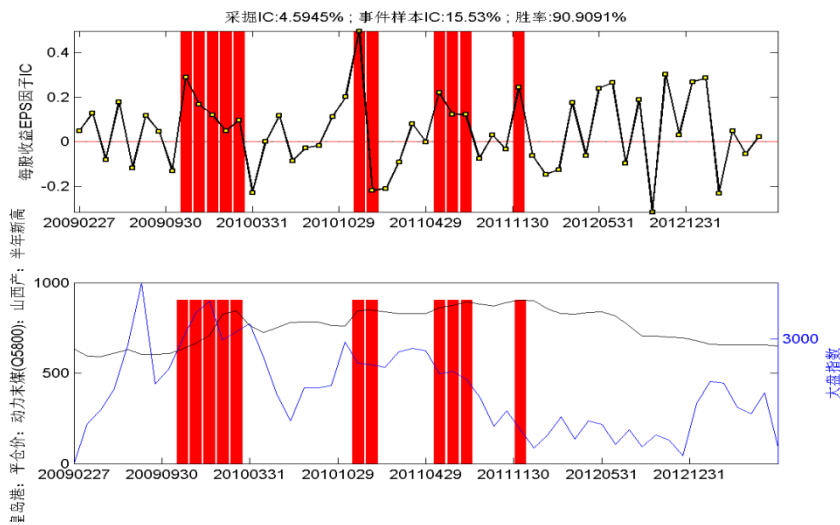 采掘IC:4.5945%；事件样本IC:15.53%；胜率:90.9091%
每股收益EPS因子IC
0.4
0.2
0
-0.2
20090227 20090930 20100331 20101029 20110429 20111130 20120531 20121231
皇岛港：平仓价：动力末煤(Q5800)：山西产：半年新高
1000
500
0
3000
大盘指数
20090227 20090930 20100331 20101029 20110429 20111130 20120531 20121231